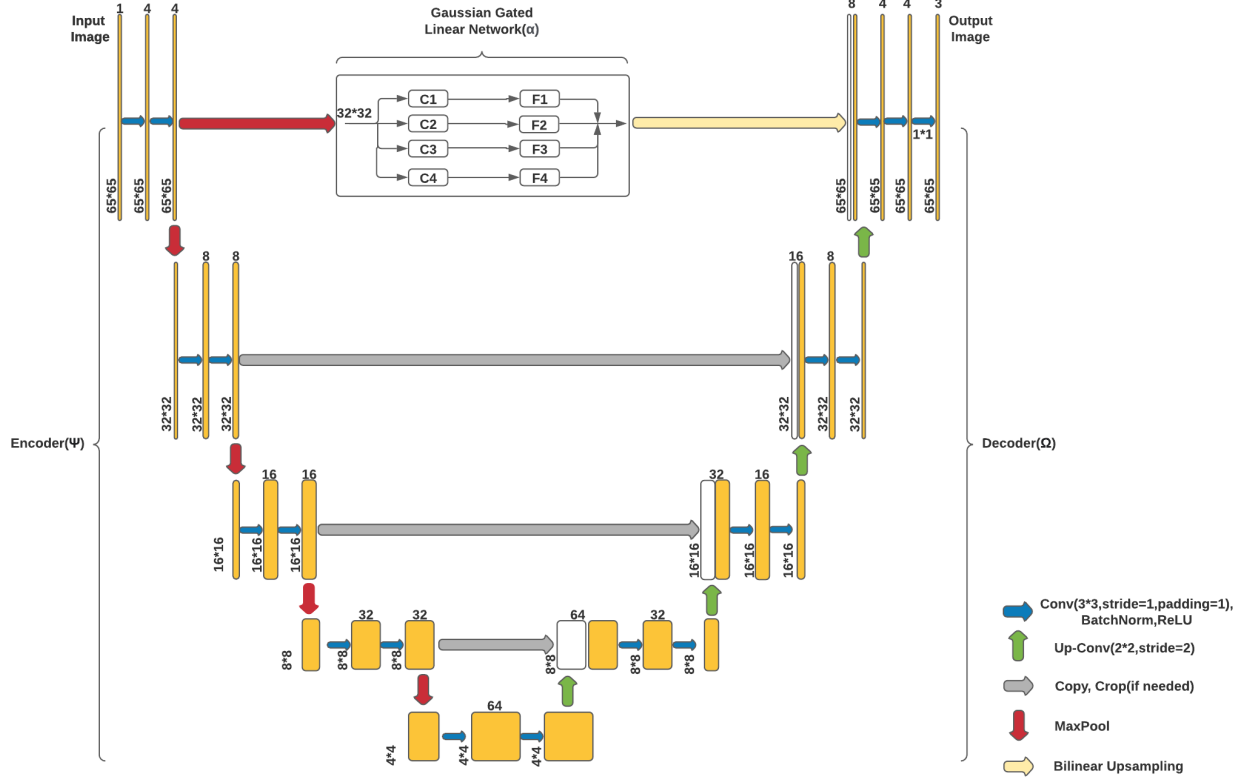 1
4
4
Input
Image
Gaussian Gated
Linear Network(α)
8
4
4
3
Output
Image
32*32
C1
F1
C2
F2
C3
F3
C4
F4
1*1
65*65
65*65
65*65
65*65
65*65
65*65
65*65
8
8
16
8
32*32
32*32
32*32
32*32
32*32
32*32
Encoder(Ψ)
Decoder(Ω)
16
16
32
16
16*16
16*16
16*16
16*16
16*16
16*16
32
32
64
32
8*8
8*8
8*8
8*8
8*8
8*8
64
4*4
4*4
4*4
Conv(3*3,stride=1,padding=1),
BatchNorm,ReLU
Up-Conv(2*2,stride=2)
Copy, Crop(if needed)
MaxPool
Bilinear Upsampling